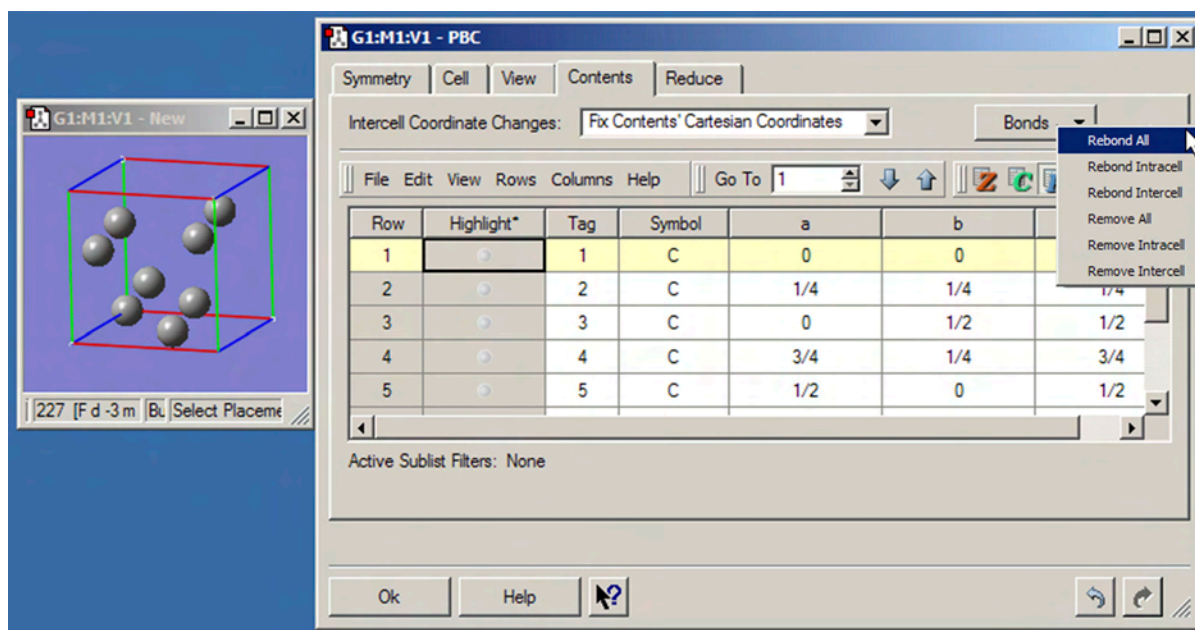 G1:M1:V1 - PBC
Symmetry Cell View Contents Reduce
G1:M1:V1 - New
Intercell Coordinate Changes: Fix Contents' Cartesian Coordinates Bonds
Rebond All
Rebond Intracell
Rebond Intercell
Remove All
Remove Intracell
Remove Intercell
File Edit View Rows Columns Help Go To 1 Z C
Row Highlight* Tag Symbol a b
1 1 C 0 0
2 2 C 1/4 1/4 1/4
3 3 C 0 1/2 1/2
4 4 C 3/4 1/4 3/4
5 5 C 1/2 0 1/2
227 [F d -3 m Select Placeme
Active Sublist Filters: None
Ok Help ?